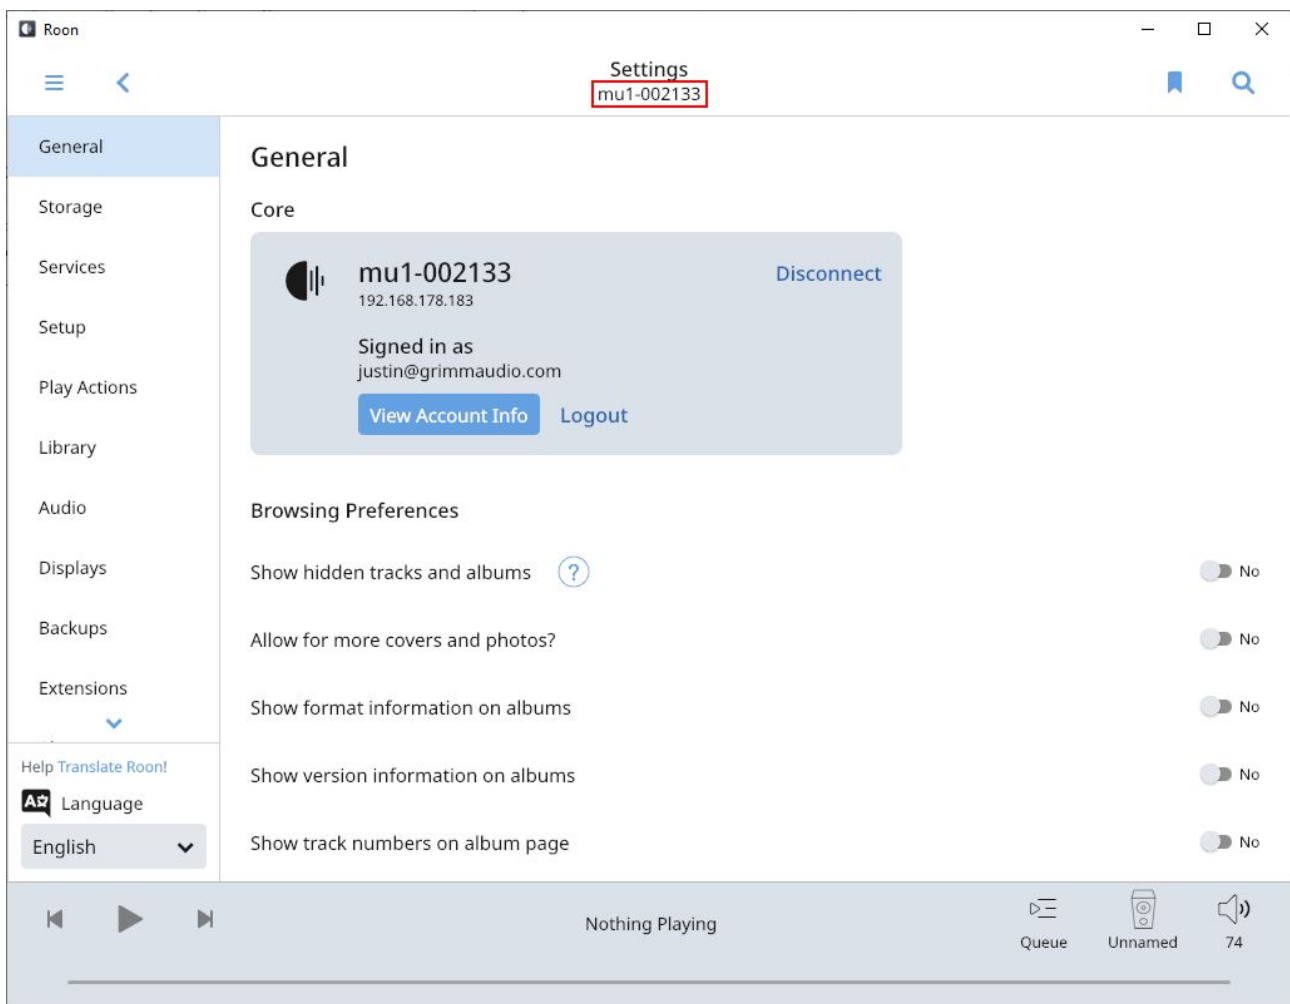 Roon
Settings
mu1-002133
General
Storage
Services
Setup
Play Actions
Library
Audio
Displays
Backups
Extensions
Help Translate Roon!
Language
English
General
Core
mu1-002133
Disconnect
192.168.178.183
Signed in as
justin@grimmaudio.com
View Account Info
Logout
Browsing Preferences
Show hidden tracks and albums ? No
Allow for more covers and photos? No
Show format information on albums No
Show version information on albums No
Show track numbers on album page No
Nothing Playing
Queue
Unnamed
74